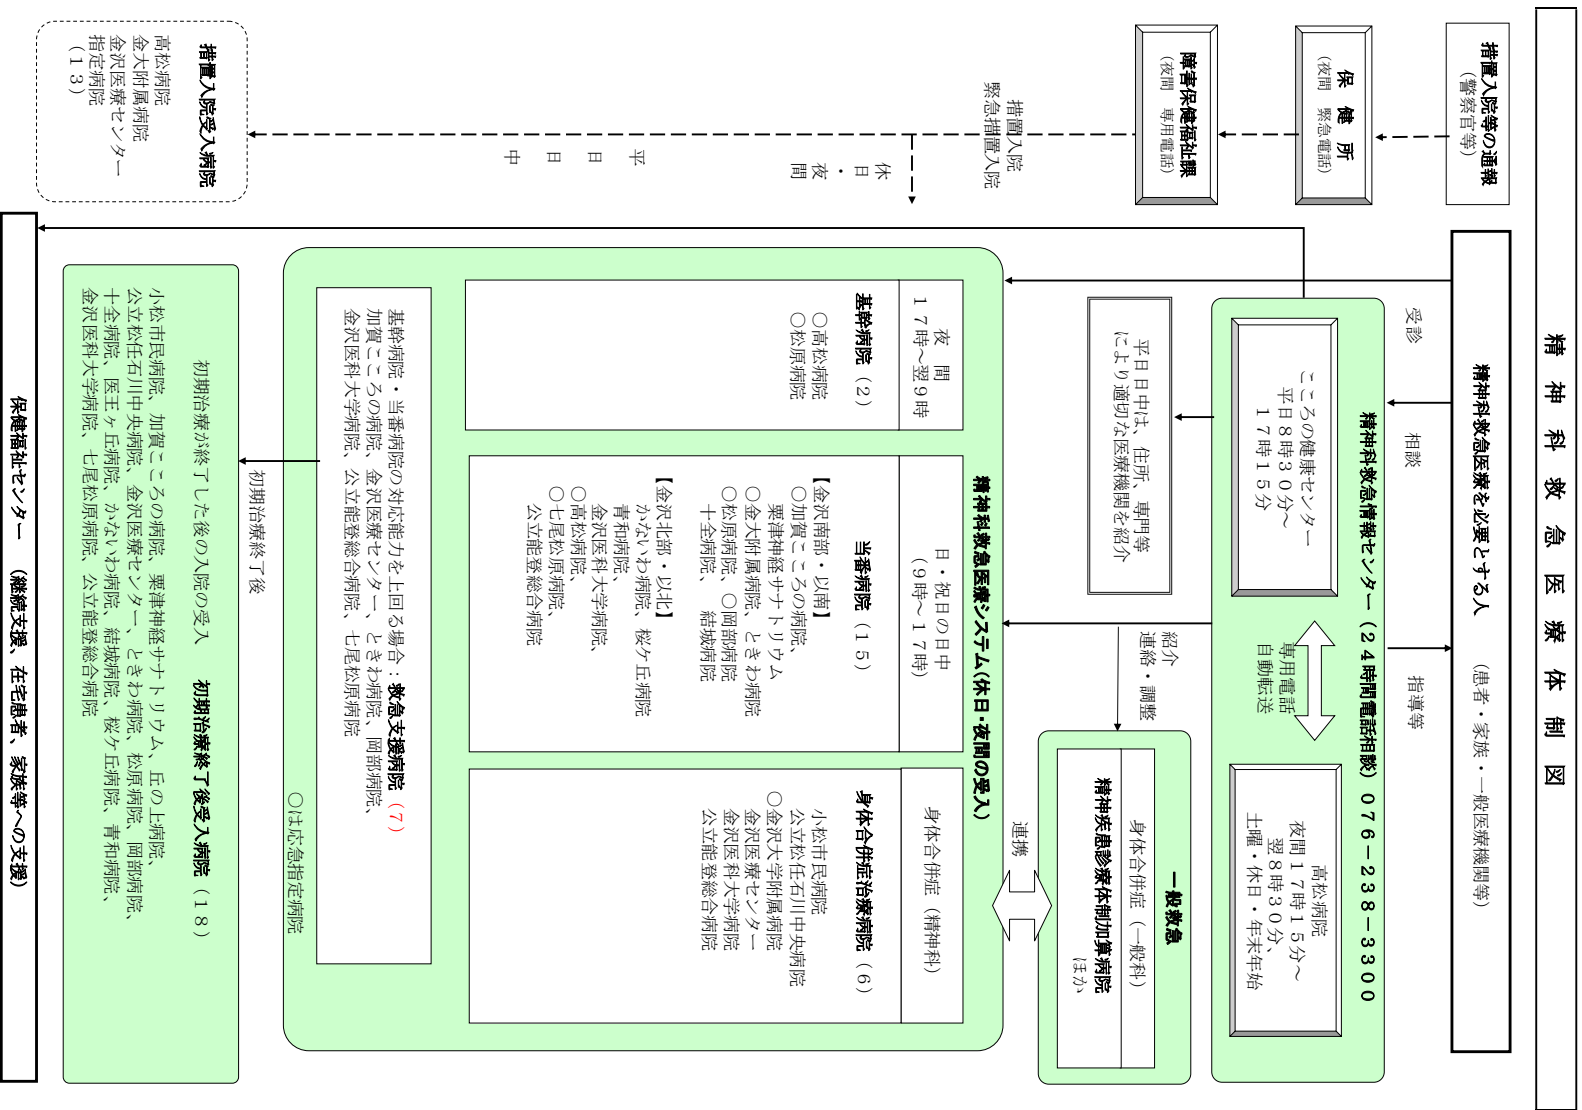 精神科救急医療体制図
措置入院等の通報
（警察官等）
保健所
（夜間　緊急電話）
障害保健福祉課
（夜間　専用電話）
措置入院
緊急措置入院
休日・夜間
平日日中
措置入院受入病院
高松病院
金大附属病院
金沢医療センター
指定病院
（１３）
精神科救急医療を必要とする人　（患者・家族・一般医療機関等）
受診
相談
指導等
精神科救急情報センター（２４時間電話相談）０７６－２３８－３３００
こころの健康センター
平日８時３０分～
１７時１５分
専用電話
自動転送
高松病院
夜間１７時１５分～
翌８時３０分、
土曜・休日・年末年始
平日日中は、住所、専門等
により適切な医療機関を紹介
紹介
連絡・調整
一般救急
身体合併症（一般科）
精神疾患診療体制加算病院
ほか
連携
精神科救急医療システム（休日・夜間の受入）
夜　間
１７時～翌９時
基幹病院（２）
○高松病院
○松原病院
日・祝日の日中
（９時～１７時）
当番病院（１５）
【金沢南部・以南】
○加賀こころの病院、
粟津神経サナトリウム
○金大附属病院、ときわ病院
○松原病院、○岡部病院
十全病院、　結城病院
【金沢北部・以北】
かないわ病院、桜ケ丘病院
青和病院、
金沢医科大学病院、
○高松病院、
○七尾松原病院、
公立能登総合病院
身体合併症（精神科）
身体合併症治療病院（６）
小松市民病院
公立松任石川中央病院
○金沢大学附属病院
金沢医療センター
金沢医科大学病院
公立能登総合病院
基幹病院・当番病院の対応能力を上回る場合：救急支援病院（７）
加賀こころの病院、金沢医療センター、ときわ病院、岡部病院、
金沢医科大学病院、公立能登総合病院、七尾松原病院
○は応急指定病院
初期治療終了後
初期治療が終了した後の入院の受入　　初期治療終了後受入病院（１８）
小松市民病院、加賀こころの病院、粟津神経サナトリウム、丘の上病院、
公立松任石川中央病院、金沢医療センター、ときわ病院、松原病院、岡部病院、
十全病院、医王ヶ丘病院、かないわ病院、結城病院、桜ケ丘病院、青和病院、
金沢医科大学病院、七尾松原病院、公立能登総合病院
保健福祉センター　（継続支援、在宅患者、家族等への支援）